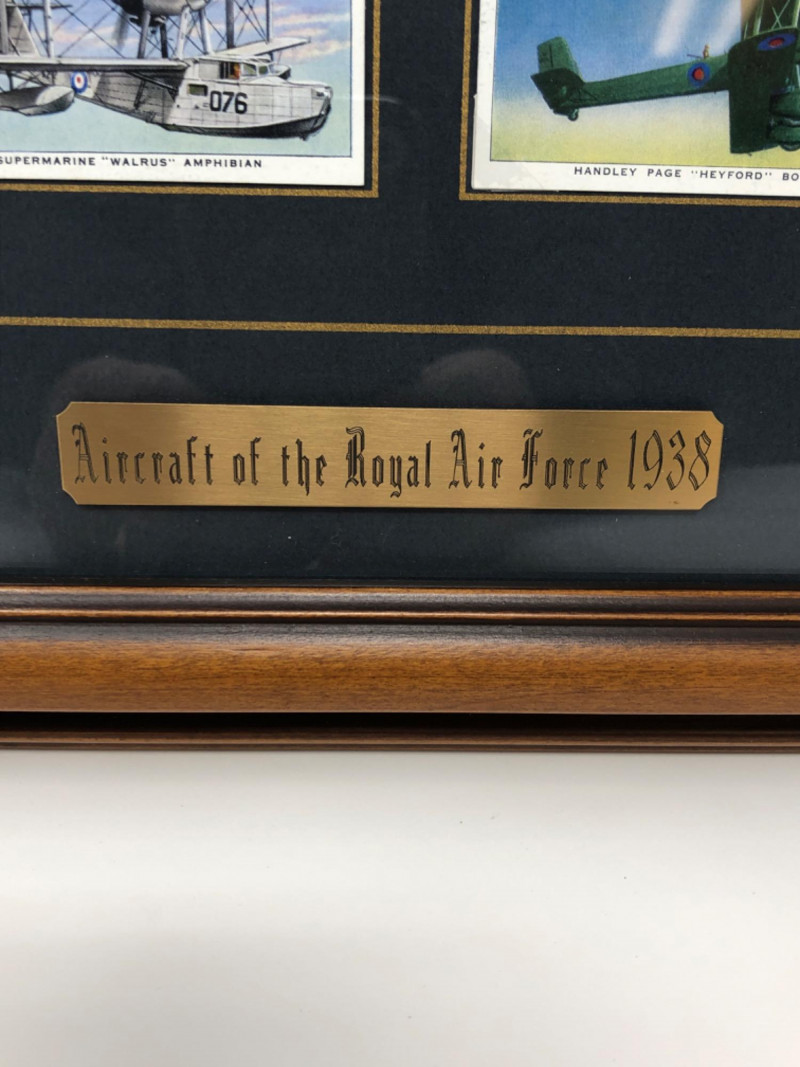 076
SUPERMARINE "WALRUS" AMPHIBIAN
HANDLEY PAGE "HEYFORD" BO
Aircraft of the Royal Air Force 1938